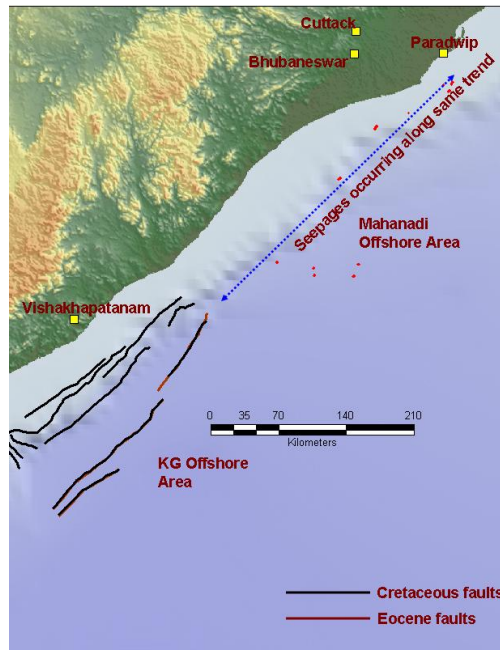 Cuttack
Paradwip
Bhubaneswar
Seepages occurring along same trend
Mahanadi
Offshore Area
Vishakhapatanam
0 35 70 140 210
Kilometers
KG Offshore
Area
Cretaceous faults
Eocene faults